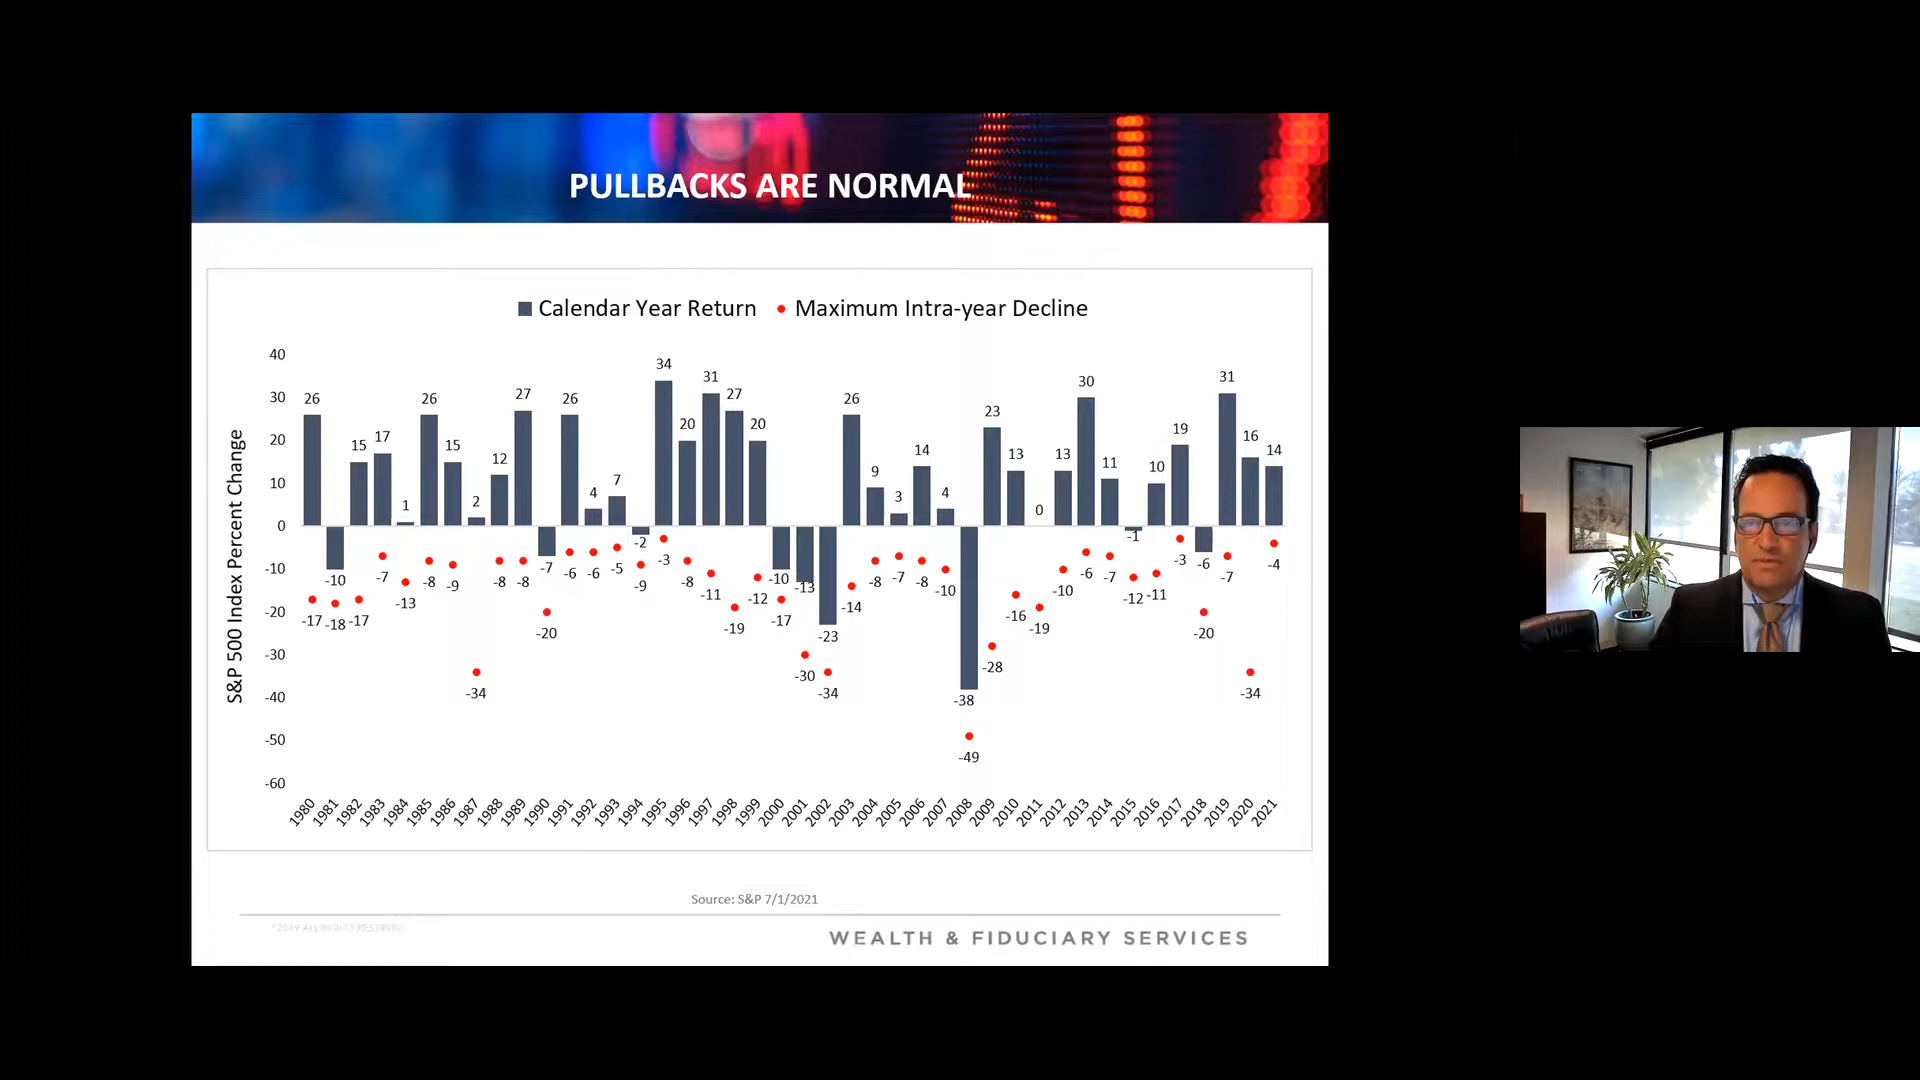 PULLBACKS ARE NORMAL
Calendar Year Return Maximum Intra-year Decline
S&P 500 Index Percent Change
40
30
20
10
0
-10
-20
-30
-40
-50
-60
26 -10 15 17 1 26 15 2 12 27 -7 26 4 7 -2 34 20 31 27 20 -10 -13 -23 26 9 3 14 4 -38 23 13 0 13 30 11 -1 10 19 -6 31 16 14
-17 -18 -17 -7 -13 -8 -9 -34 -8 -8 -20 -6 -6 -5 -9 -3 -8 -11 -19 -12 -17 -30 -34 -14 -8 -7 -8 -10 -49 -28 -16 -19 -10 -6 -7 -12 -11 -3 -20 -7 -34 -4
1980 1981 1982 1983 1984 1985 1986 1987 1988 1989 1990 1991 1992 1993 1994 1995 1996 1997 1998 1999 2000 2001 2002 2003 2004 2005 2006 2007 2008 2009 2010 2011 2012 2013 2014 2015 2016 2017 2018 2019 2020 2021
Source: S&P 7/1/2021
2019 ALL RIGHTS RESERVED
WEALTH & FIDUCIARY SERVICES